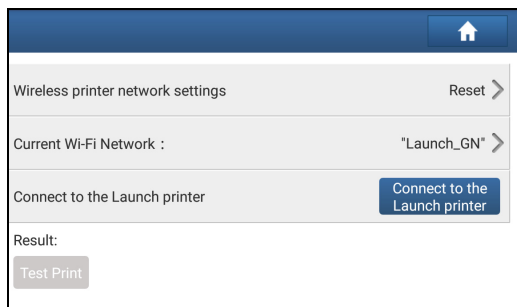 Wireless printer network settings Reset
Current Wi-Fi Network： "Launch_GN"
Connect to the Launch printer Connect to the
Launch printer
Result:
Test Print